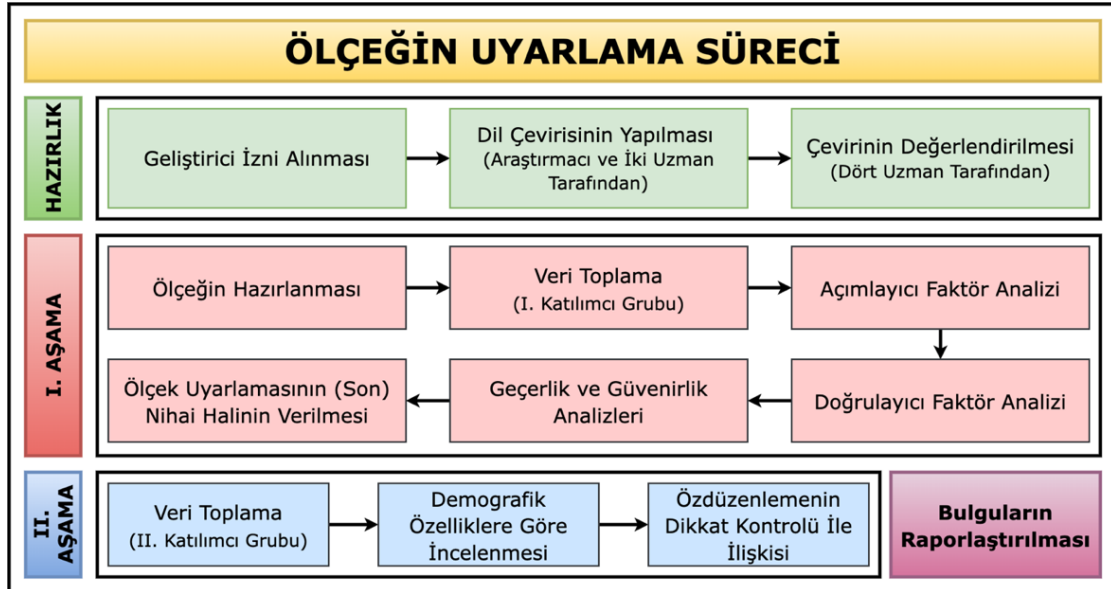 ÖLÇEĞİN UYARLAMA SÜRECİ
HAZIRLIK
Geliştirici İzni Alınması
Dil Çevirisinin Yapılması
(Araştırmacı ve İki Uzman
Tarafından)
Çevirinin Değerlendirilmesi
(Dört Uzman Tarafından)
I. AŞAMA
Ölçeğin Hazırlanması
Veri Toplama
(I. Katılımcı Grubu)
Açımlayıcı Faktör Analizi
Doğrulayıcı Faktör Analizi
Geçerlik ve Güvenirlik
Analizleri
Ölçek Uyarlamasının (Son)
Nihai Halinin Verilmesi
II.
AŞAMA
Veri Toplama
(II. Katılımcı Grubu)
Demografik
Özelliklere Göre
İncelenmesi
Özdüzenlemenin
Dikkat Kontrolü İle
İlişkisi
Bulguların
Raporlaştırılması